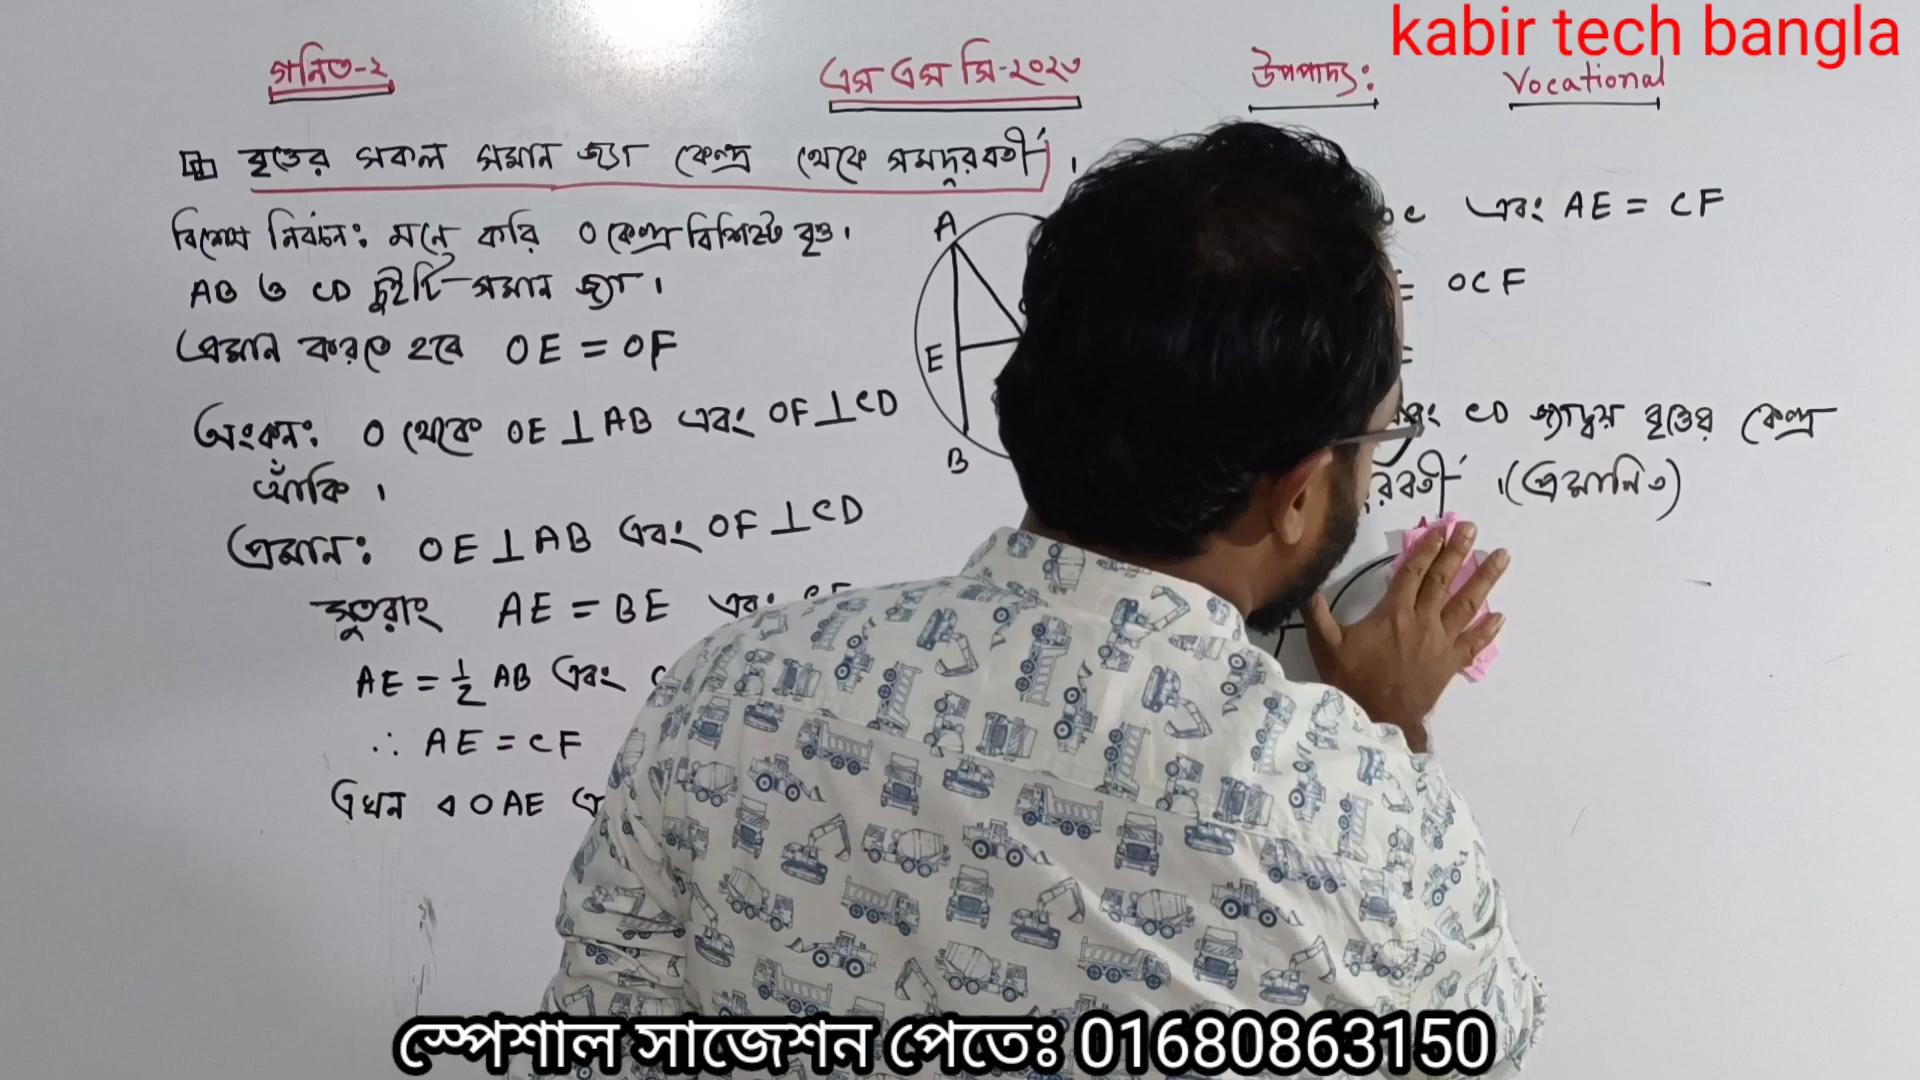 kabir tech bangla
গনিত-২
এস এস সি-২০২৩
উপপাদ্য:
Vocational
বৃত্তের সকল সমান জ্যা কেন্দ্র থেকে সমদূরবর্তী।
বিশেষ নির্বচন: মনে করি O কেন্দ্র বিশিষ্ট বৃত্ত।
AB ও CD দুইটি সমান জ্যা।
প্রমান করতে হবে OE = OF
অংকন: O থেকে OE ⊥ AB এবং OF ⊥ CD
আঁকি।
প্রমান: OE ⊥ AB এবং OF ⊥ CD
সুতরাং AE = BE এবং
AE = ½ AB এবং
∴ AE = CF
এখন ∆ OAE
A
E
B
এবং AE = CF
= OCF
=
CD জ্যাদ্বয় বৃত্তের কেন্দ্র
রবর্তী। (প্রমানিত)
স্পেশাল সাজেশন পেতেঃ 01680863150